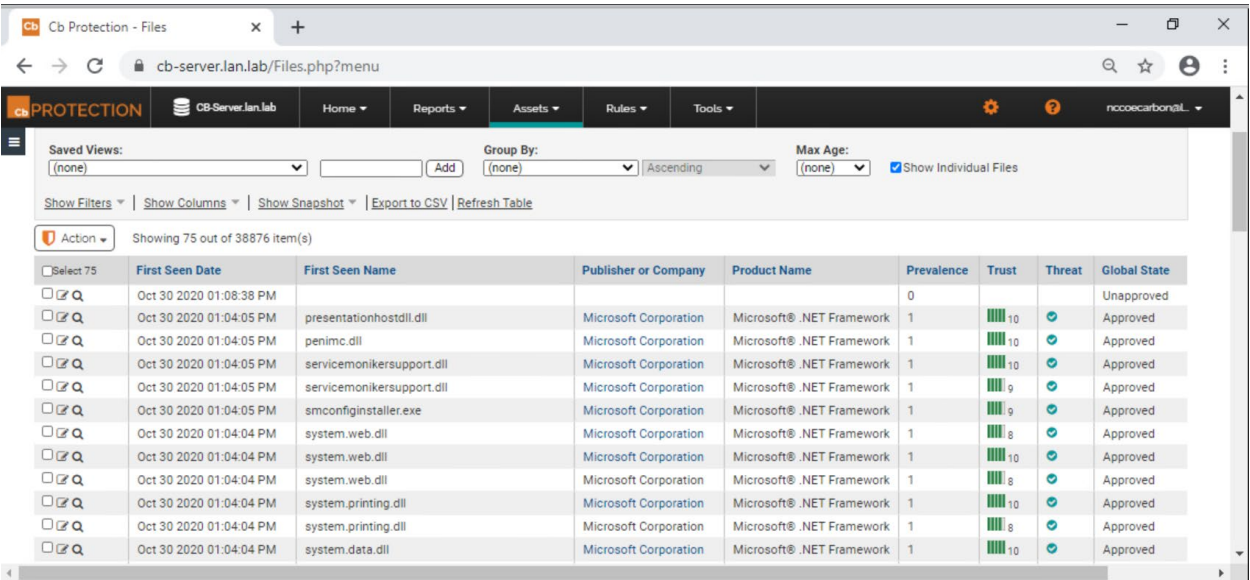 Cb Cb Protection - Files
cb-server.lan.lab/Files.php?menu
Cb PROTECTION CB-Server.lan.lab Home Reports Assets Rules Tools nccoecarbon@l...
Saved Views: Group By: Max Age:
(none) Add (none) Ascending (none) Show Individual Files
Show Filters | Show Columns | Show Snapshot | Export to CSV | Refresh Table
Action Showing 75 out of 38876 item(s)
Select 75 First Seen Date First Seen Name Publisher or Company Product Name Prevalence Trust Threat Global State
Oct 30 2020 01:08:38 PM 0 Unapproved
Oct 30 2020 01:04:05 PM presentationhostdll.dll Microsoft Corporation Microsoft® .NET Framework 1 10 Approved
Oct 30 2020 01:04:05 PM penimc.dll Microsoft Corporation Microsoft® .NET Framework 1 10 Approved
Oct 30 2020 01:04:05 PM servicemonikersupport.dll Microsoft Corporation Microsoft® .NET Framework 1 10 Approved
Oct 30 2020 01:04:05 PM servicemonikersupport.dll Microsoft Corporation Microsoft® .NET Framework 1 9 Approved
Oct 30 2020 01:04:05 PM smconfiginstaller.exe Microsoft Corporation Microsoft® .NET Framework 1 9 Approved
Oct 30 2020 01:04:04 PM system.web.dll Microsoft Corporation Microsoft® .NET Framework 1 8 Approved
Oct 30 2020 01:04:04 PM system.web.dll Microsoft Corporation Microsoft® .NET Framework 1 10 Approved
Oct 30 2020 01:04:04 PM system.web.dll Microsoft Corporation Microsoft® .NET Framework 1 8 Approved
Oct 30 2020 01:04:04 PM system.printing.dll Microsoft Corporation Microsoft® .NET Framework 1 10 Approved
Oct 30 2020 01:04:04 PM system.printing.dll Microsoft Corporation Microsoft® .NET Framework 1 8 Approved
Oct 30 2020 01:04:04 PM system.data.dll Microsoft Corporation Microsoft® .NET Framework 1 10 Approved